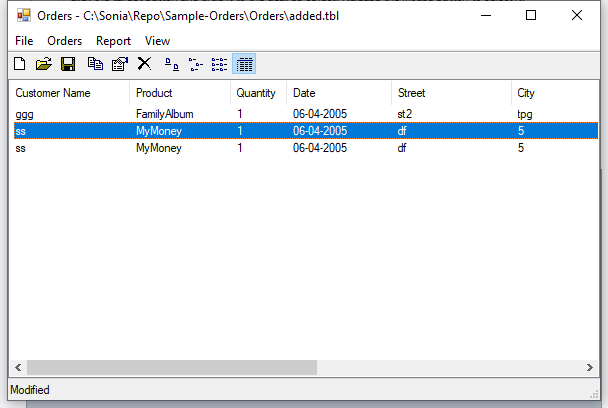 Orders - C:\Sonia\Repo\Sample-Orders\Orders\added.tbl
File Orders Report View
Customer Name Product Quantity Date Street City
ggg FamilyAlbum 1 06-04-2005 st2 tpg
ss MyMoney 1 06-04-2005 df 5
ss MyMoney 1 06-04-2005 df 5
Modified